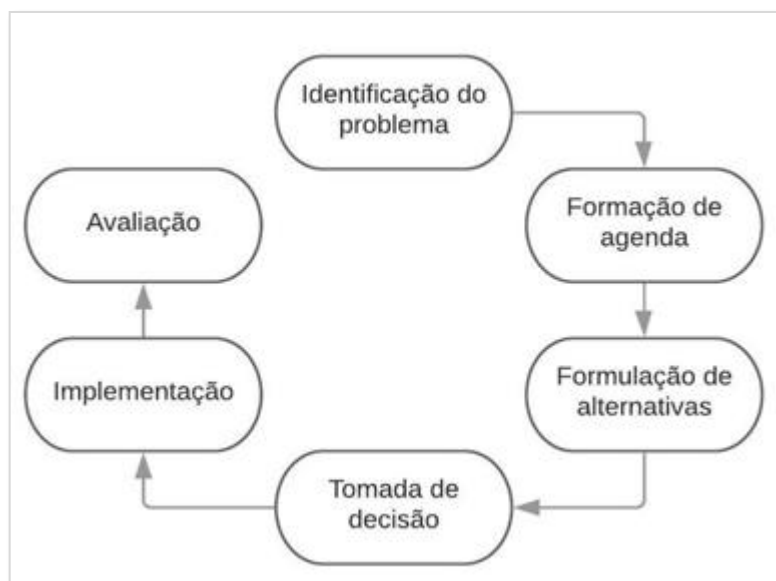 Identificação do
problema
Formação de
agenda
Formulação de
alternativas
Tomada de
decisão
Implementação
Avaliação